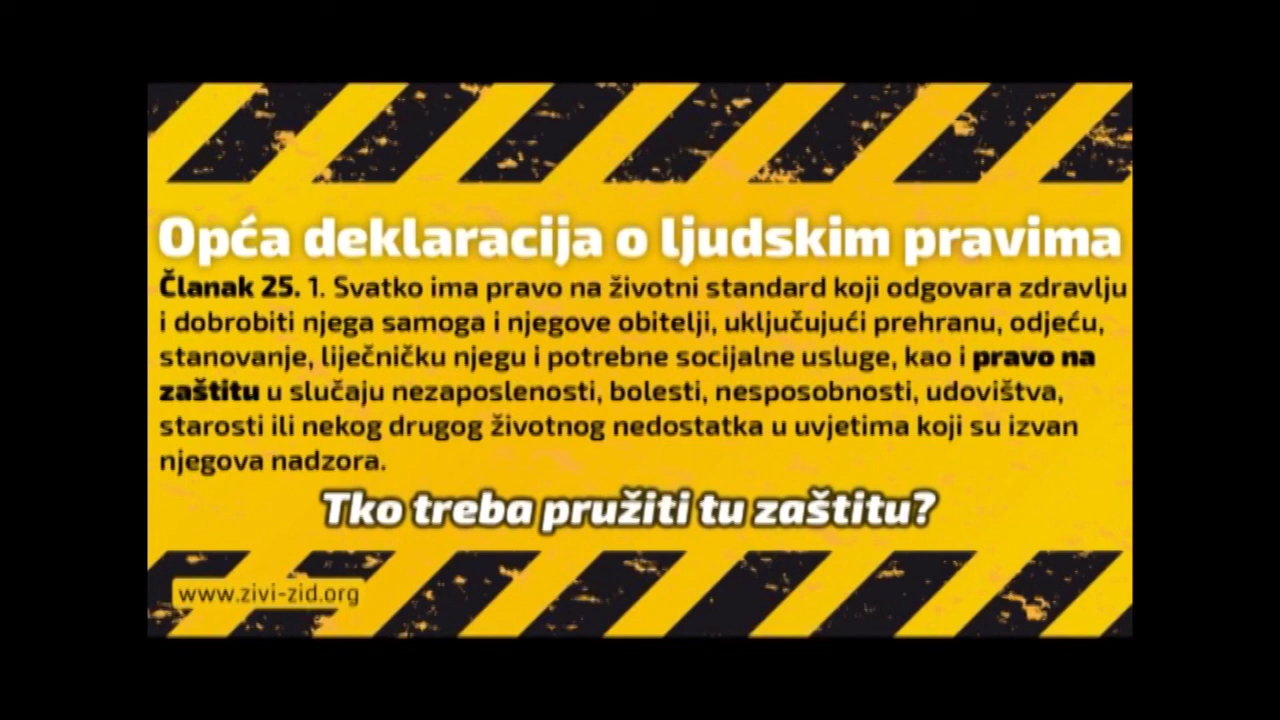 Opća deklaracija o ljudskim pravima
Članak 25. 1. Svatko ima pravo na životni standard koji odgovara zdravlju
i dobrobiti njega samoga i njegove obitelji, uključujući prehranu, odjeću,
stanovanje, liječničku njegu i potrebne socijalne usluge, kao i pravo na
zaštitu u slučaju nezaposlenosti, bolesti, nesposobnosti, udovištva,
starosti ili nekog drugog životnog nedostatka u uvjetima koji su izvan
njegova nadzora.
Tko treba pružiti tu zaštitu?
www.zivi-zid.org